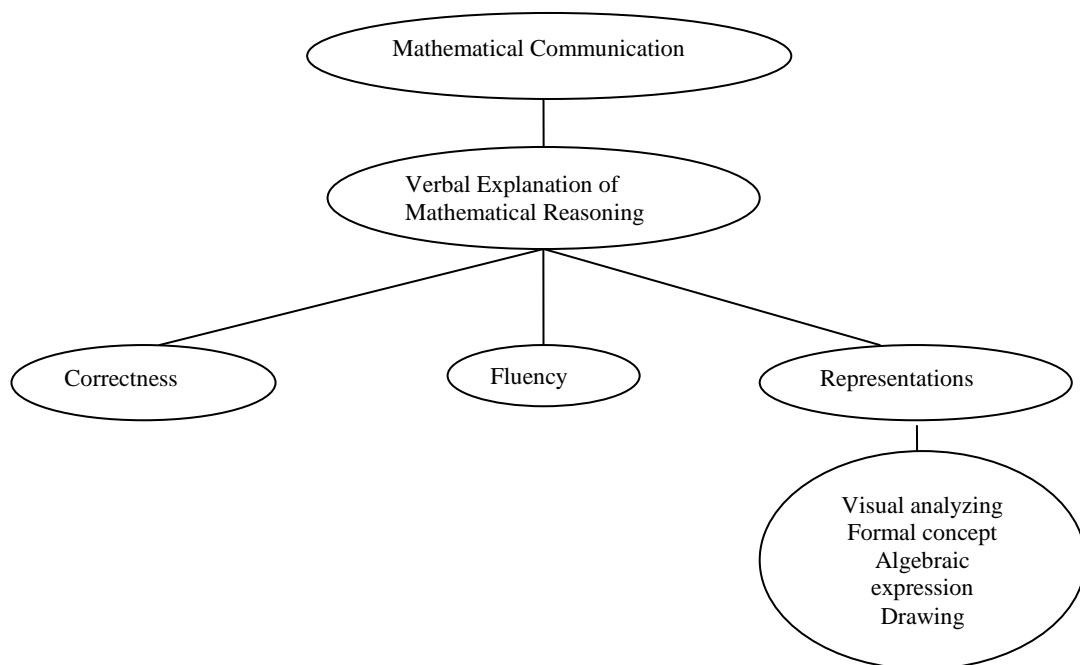 Mathematical Communication
Verbal Explanation of
Mathematical Reasoning
Correctness
Fluency
Representations
Visual analyzing
Formal concept
Algebraic
expression
Drawing